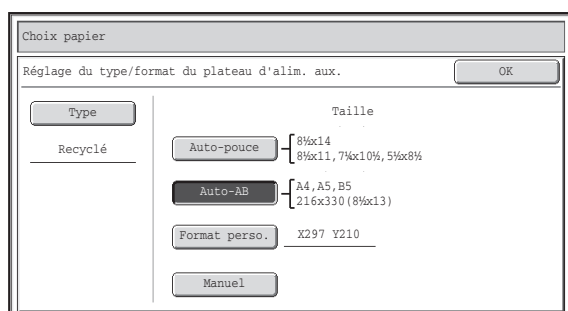 Choix papier
Réglage du type/format du plateau d'alim. aux.
OK
Type
Recyclé
Taille
Auto-pouce
8½x14
8½x11,7¼x10½,5½x8½
Auto-AB
A4,A5,B5
216x330(8½x13)
Format perso.
X297 Y210
Manuel